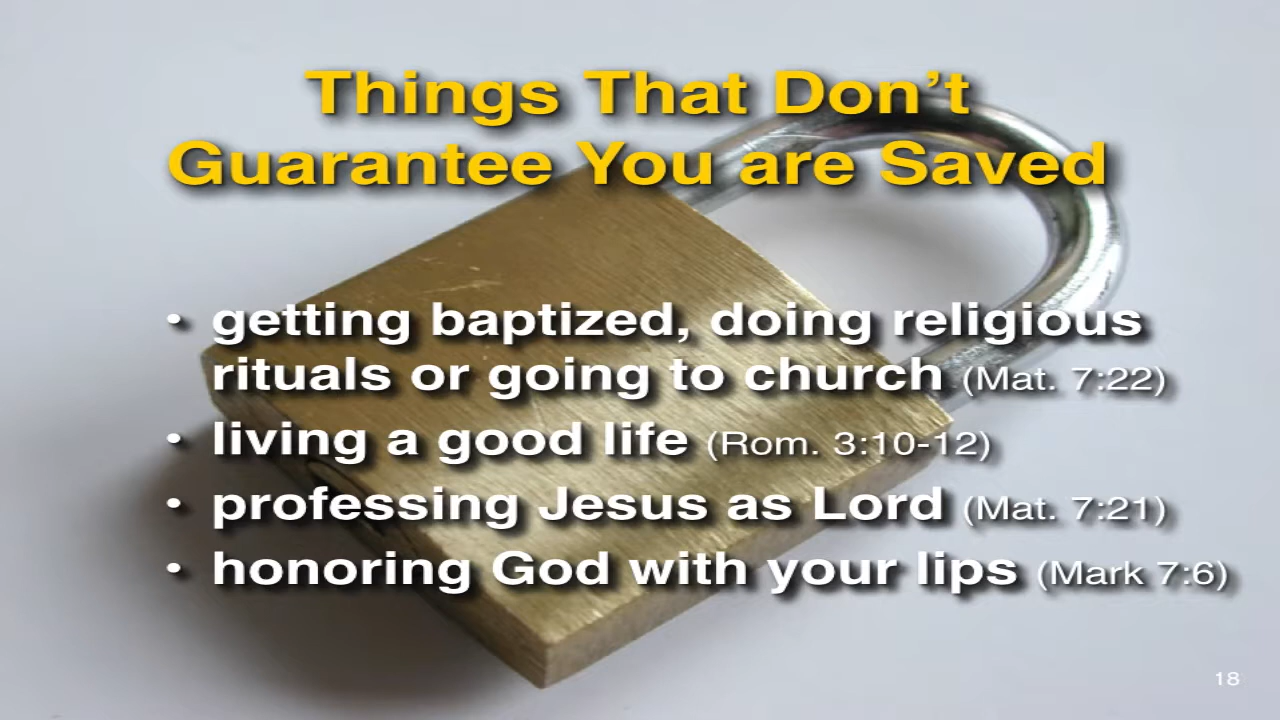 Things That Don’t
Guarantee You are Saved
• getting baptized, doing religious
rituals or going to church (Mat. 7:22)
• living a good life (Rom. 3:10-12)
• professing Jesus as Lord (Mat. 7:21)
• honoring God with your lips (Mark 7:6)
18